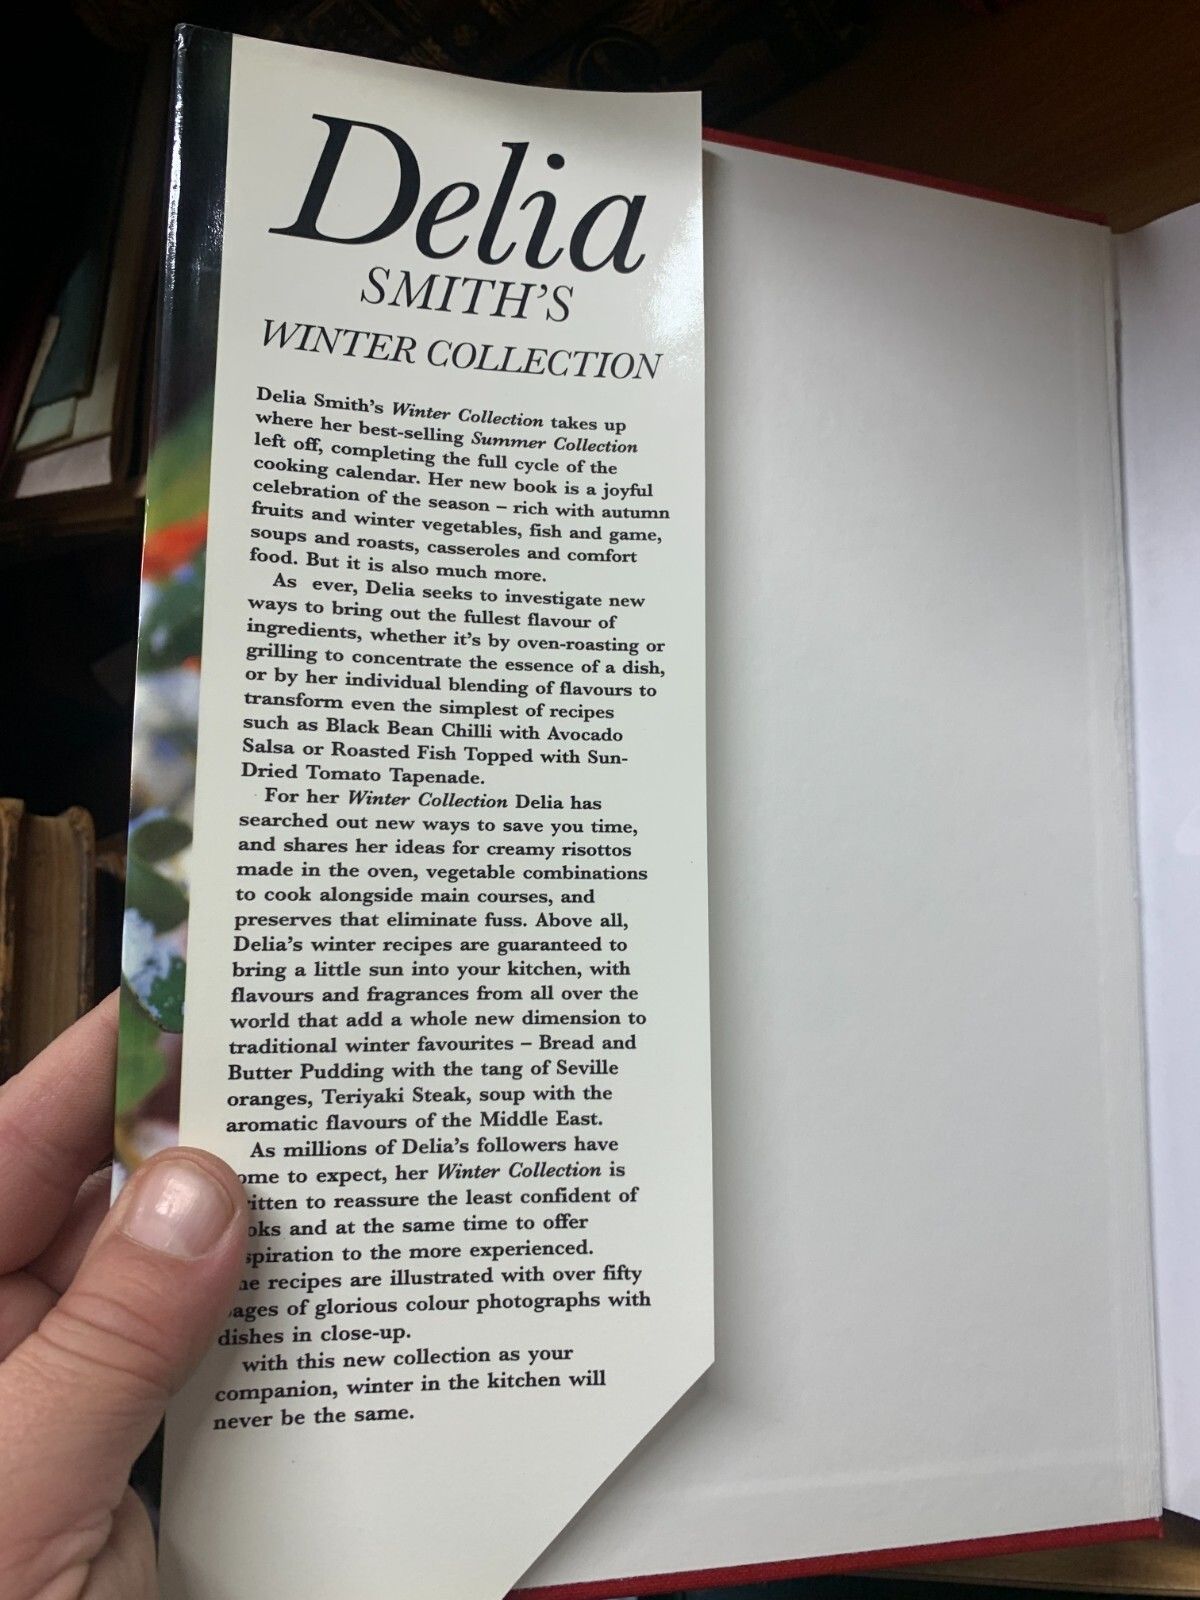 Delia
SMITH'S
WINTER COLLECTION
Delia Smith's Winter Collection takes up
where her best-selling Summer Collection
left off, completing the full cycle of the
cooking calendar. Her new book is a joyful
celebration of the season – rich with autumn
fruits and winter vegetables, fish and game,
soups and roasts, casseroles and comfort
food. But it is also much more.
As ever, Delia seeks to investigate new
ways to bring out the fullest flavour of
ingredients, whether it's by oven-roasting or
grilling to concentrate the essence of a dish,
or by her individual blending of flavours to
transform even the simplest of recipes
such as Black Bean Chilli with Avocado
Salsa or Roasted Fish Topped with Sun-
Dried Tomato Tapenade.
For her Winter Collection Delia has
searched out new ways to save you time,
and shares her ideas for creamy risottos
made in the oven, vegetable combinations
to cook alongside main courses, and
preserves that eliminate fuss. Above all,
Delia's winter recipes are guaranteed to
bring a little sun into your kitchen, with
flavours and fragrances from all over the
world that add a whole new dimension to
traditional winter favourites – Bread and
Butter Pudding with the tang of Seville
oranges, Teriyaki Steak, soup with the
aromatic flavours of the Middle East.
As millions of Delia's followers have
to expect, her Winter Collection is
to reassure the least confident of
and at the same time to offer
to the more experienced.
recipes are illustrated with over fifty
of glorious colour photographs with
dishes in close-up.
with this new collection as your
companion, winter in the kitchen will
never be the same.